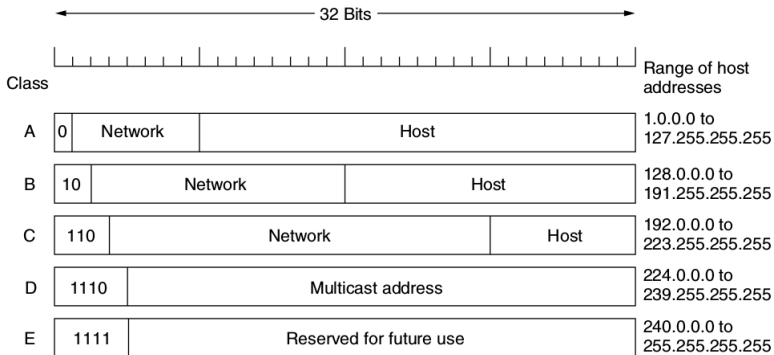 32 Bits
Range of host
addresses
Class
A 0 Network Host 1.0.0.0 to
127.255.255.255
B 10 Network Host 128.0.0.0 to
191.255.255.255
C 110 Network Host 192.0.0.0 to
223.255.255.255
D 1110 Multicast address 224.0.0.0 to
239.255.255.255
E 1111 Reserved for future use 240.0.0.0 to
255.255.255.255